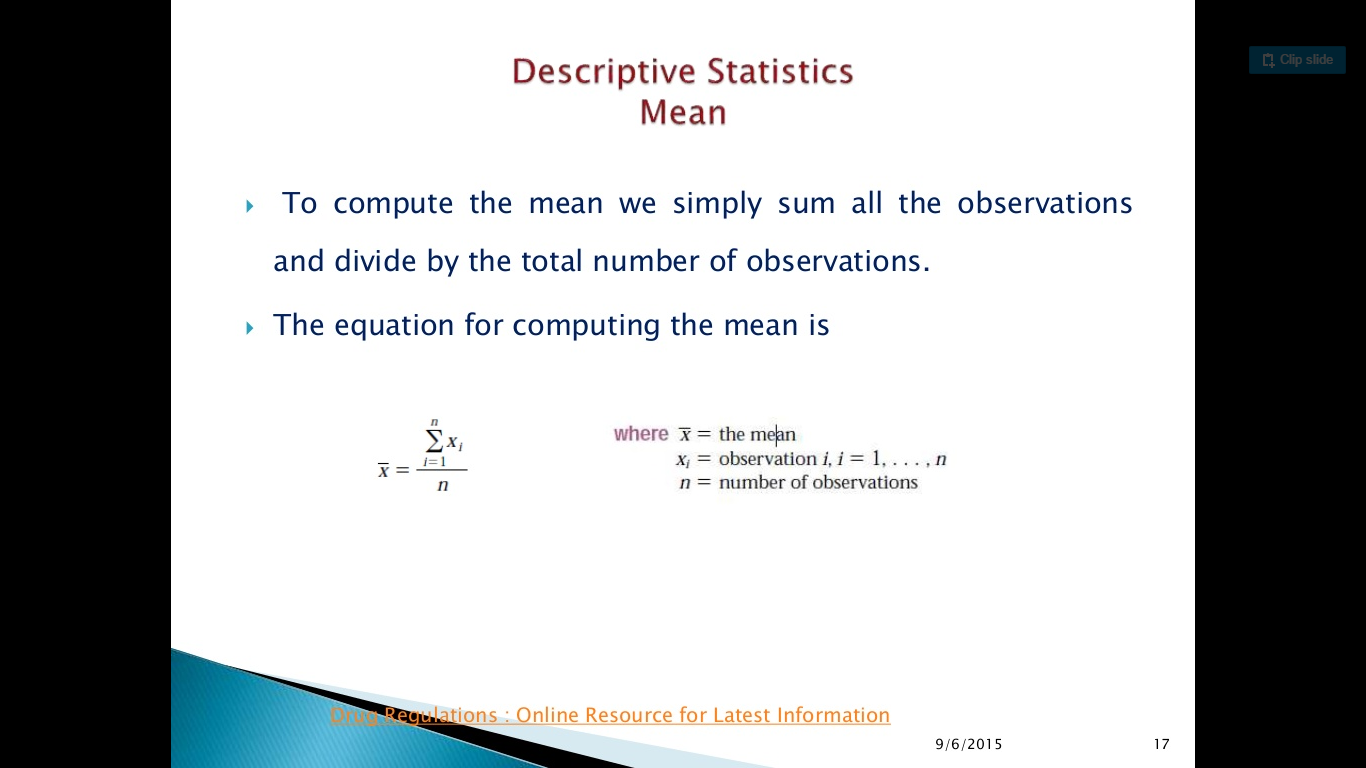 Clip slide
Descriptive Statistics
Mean
To compute the mean we simply sum all the observations
and divide by the total number of observations.
The equation for computing the mean is
x̄ = ∑ᵢ₌₁ⁿ xᵢ / n
where x̄ = the mean
xᵢ = observation i, i = 1, . . . , n
n = number of observations
Drug Regulations : Online Resource for Latest Information
9/6/2015 17